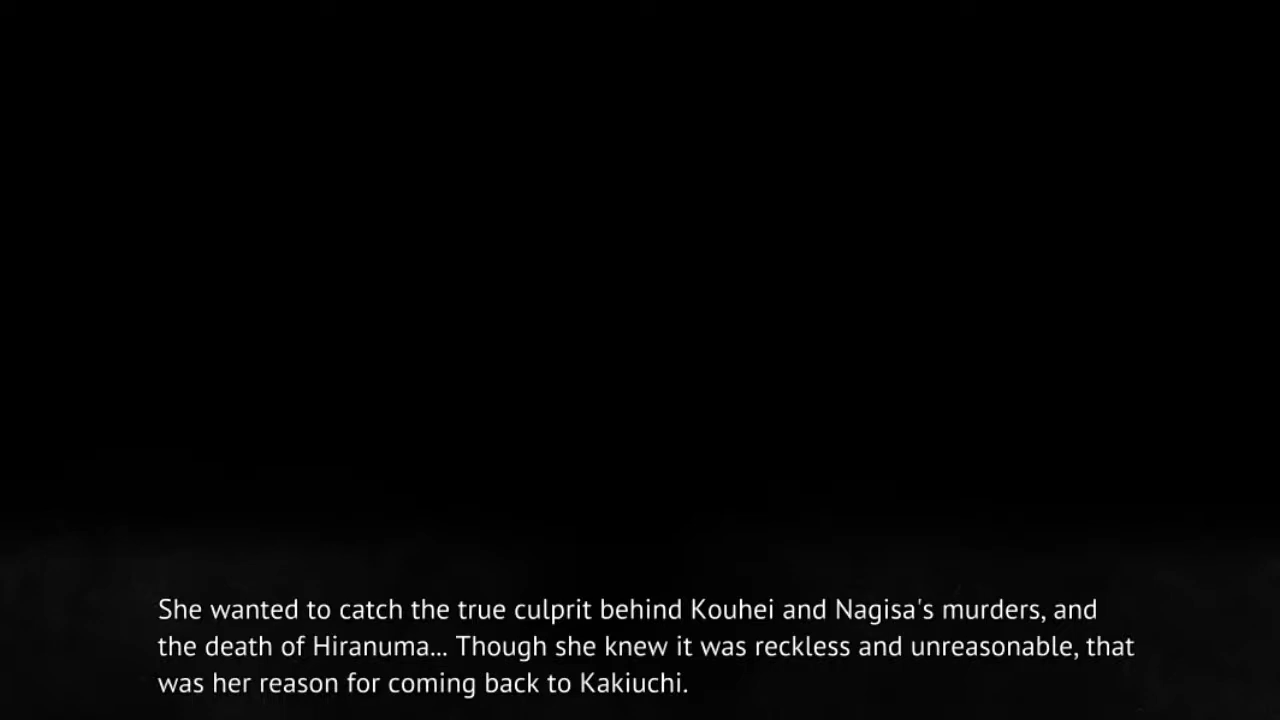 She wanted to catch the true culprit behind Kouhei and Nagisa's murders, and
the death of Hiranuma... Though she knew it was reckless and unreasonable, that
was her reason for coming back to Kakiuchi.